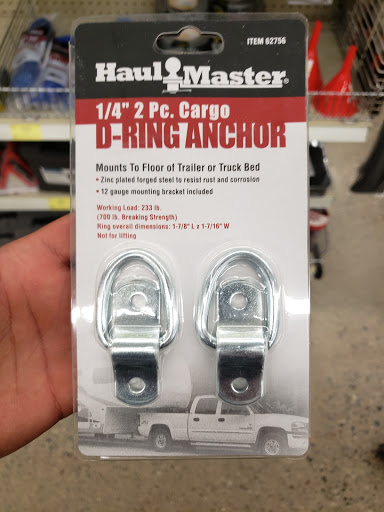 ITEM 62756
Haul Master®
1/4" 2 Pc. Cargo
D-RING ANCHOR
Mounts To Floor of Trailer or Truck Bed
• Zinc plated forged steel to resist rust and corrosion
• 12 gauge mounting bracket included
Working Load: 233 lb.
(700 lb. Breaking Strength)
Ring overall dimensions: 1-7/8" L x 1-7/16" W
Not for lifting